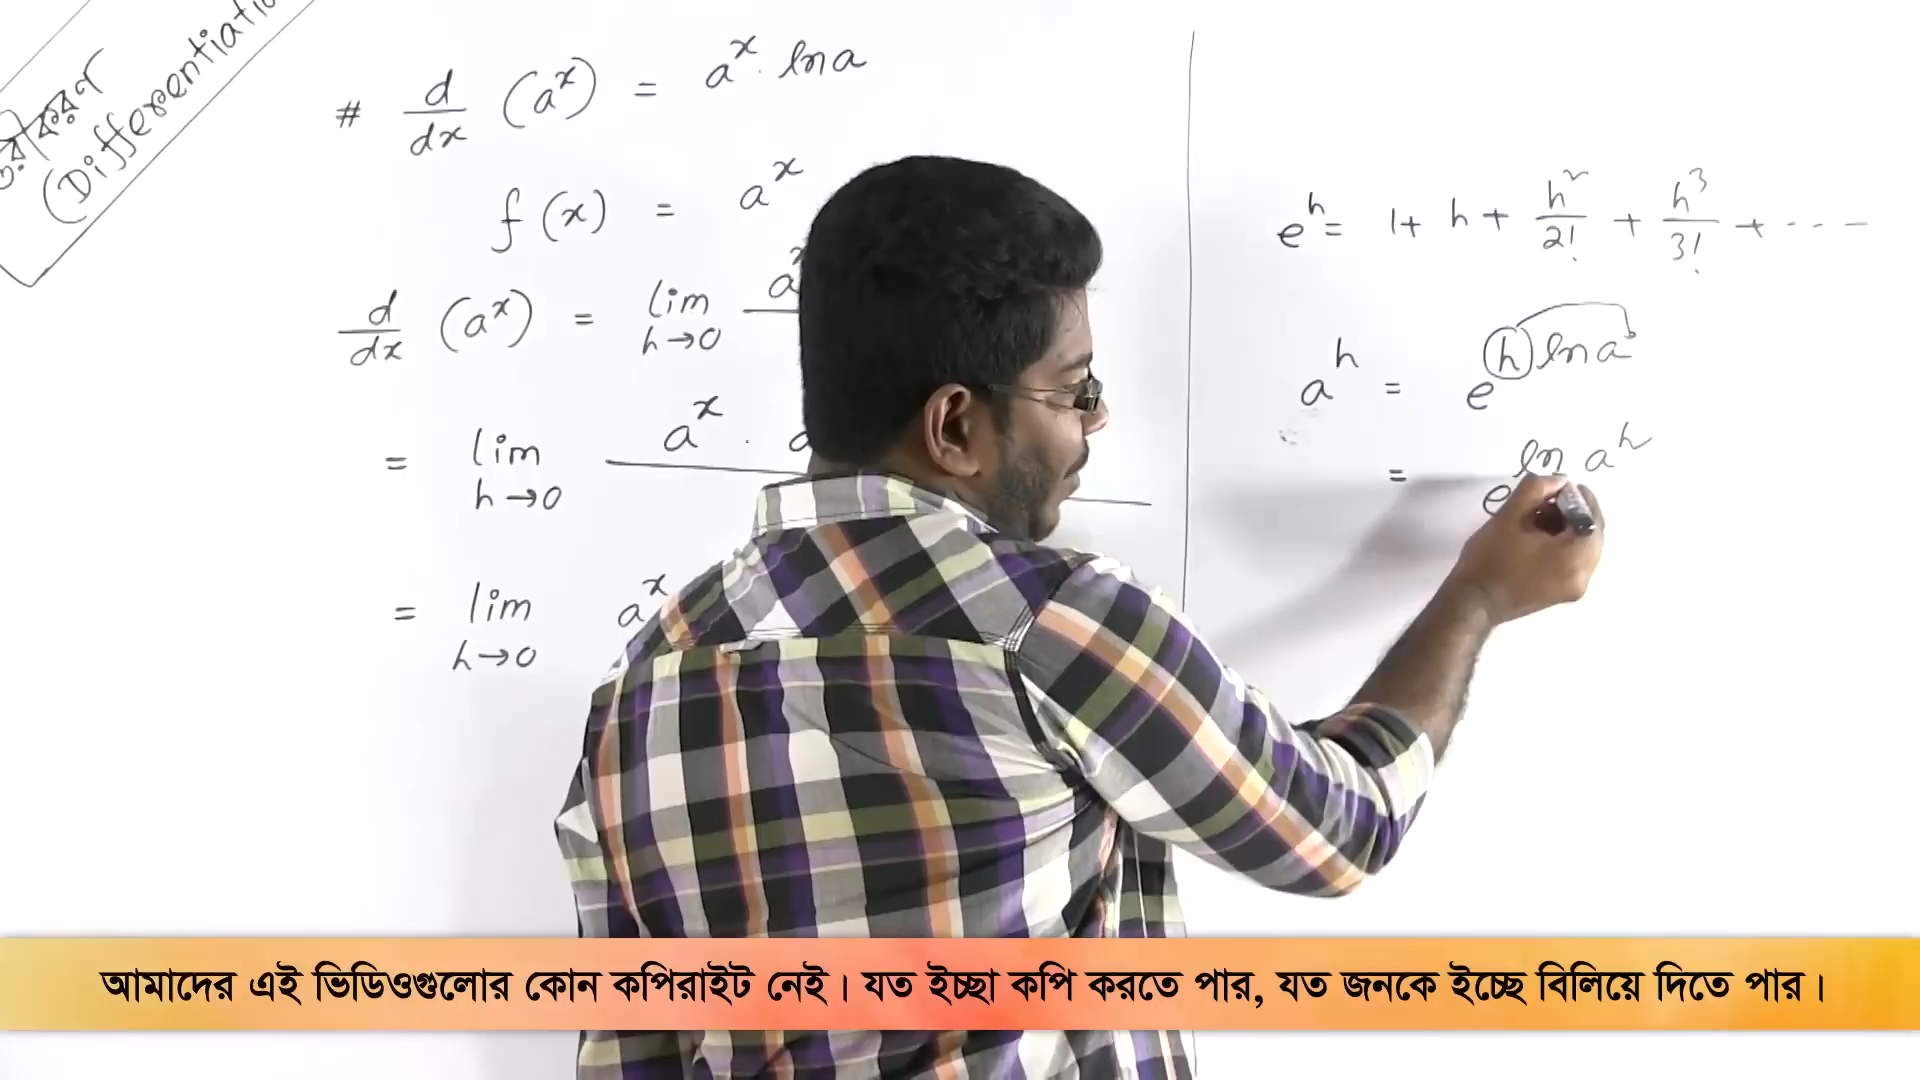 (Differentiatio
# d/dx (a^x) = a^x . ln a
f(x) = a^x
d/dx (a^x) = lim h→0 a
= lim h→0 a^x . a
= lim h→0 a^x
e^h = 1 + h + h^2/2! + h^3/3! + ....
a^h = e^(h ln a)
= e^(ln a^h)
আমাদের এই ভিডিওগুলোর কোন কপিরাইট নেই। যত ইচ্ছা কপি করতে পার, যত জনকে ইচ্ছে বিলিয়ে দিতে পার।